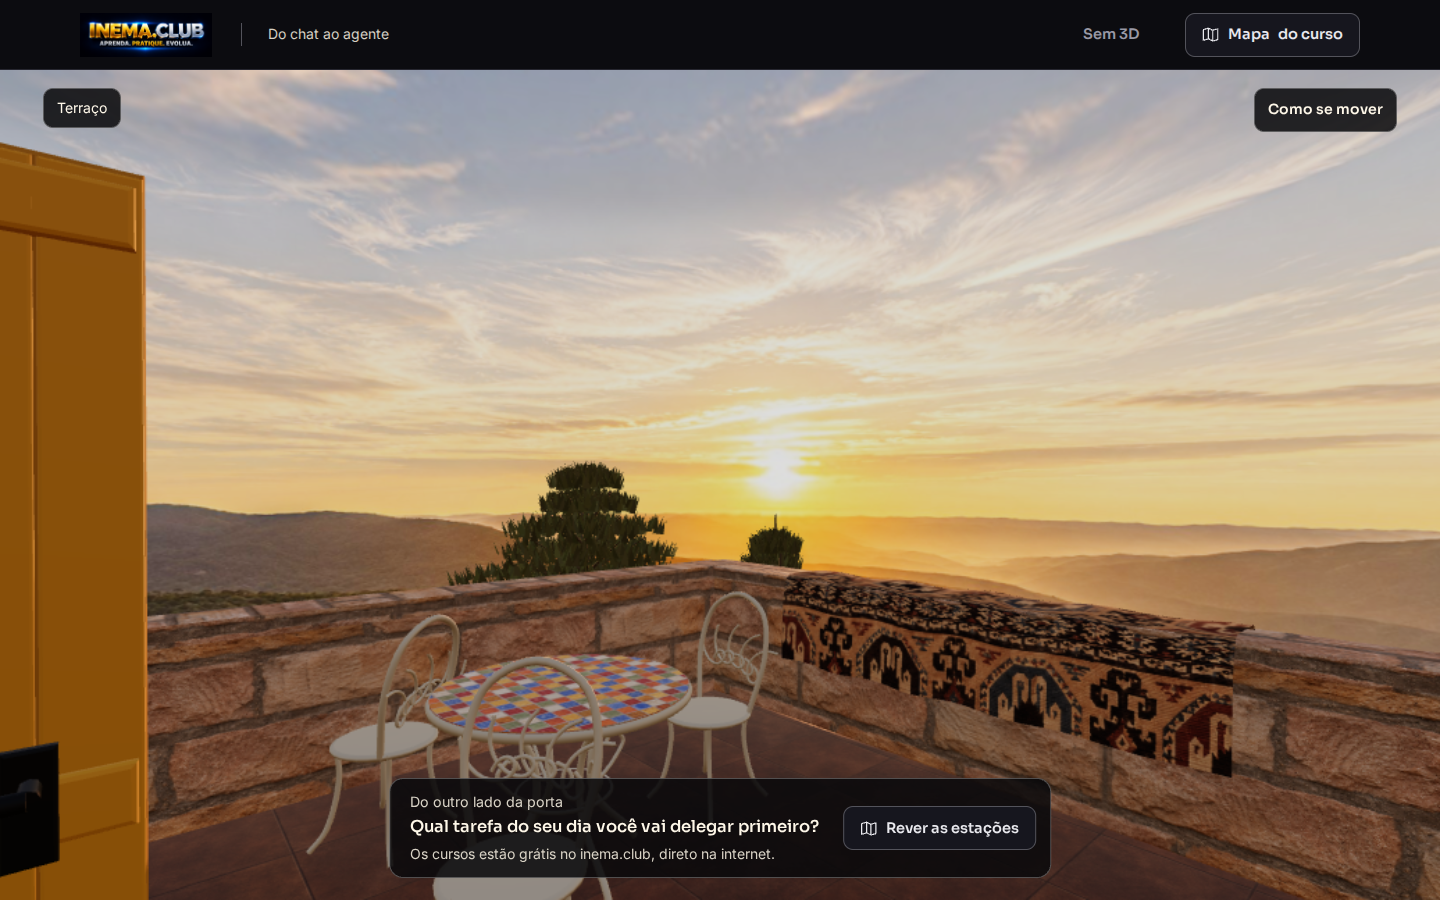 INEMA.CLUB
APRENDA. PRATIQUE. EVOLUA.
Do chat ao agente
Sem 3D
Mapa do curso
Terraço
Como se mover
Do outro lado da porta
Qual tarefa do seu dia você vai delegar primeiro?
Os cursos estão grátis no inema.club, direto na internet.
Rever as estações